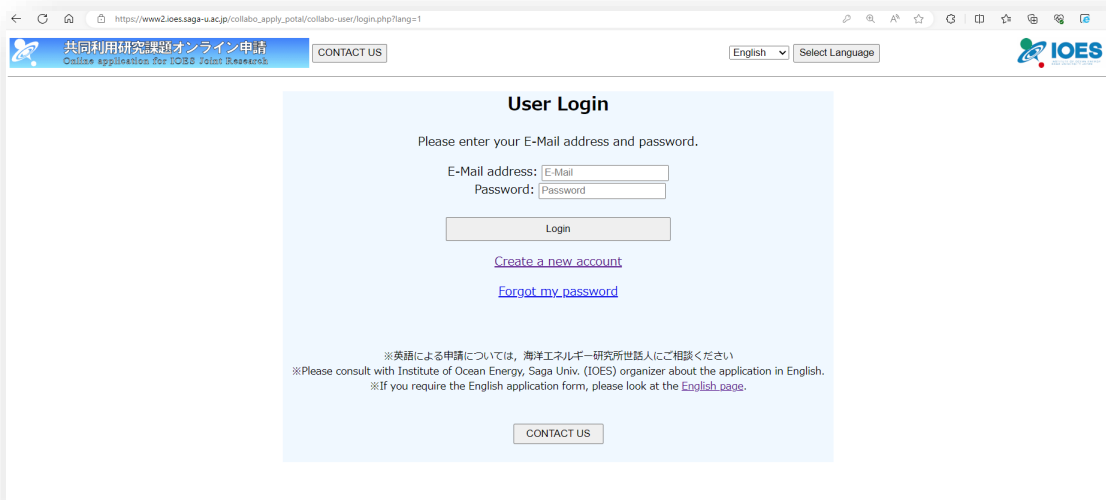 https://www2.ioes.saga-u.ac.jp/collabo_apply_potal/collabo-user/login.php?lang=1
共同利用研究課題オンライン申請
Online application for IOES Joint Research
CONTACT US
English
Select Language
IOES
User Login
Please enter your E-Mail address and password.
E-Mail address: E-Mail
Password: Password
Login
Create a new account
Forgot my password
※英語による申請については，海洋エネルギー研究所世話人にご相談ください
※Please consult with Institute of Ocean Energy, Saga Univ. (IOES) organizer about the application in English.
※If you require the English application form, please look at the English page.
CONTACT US